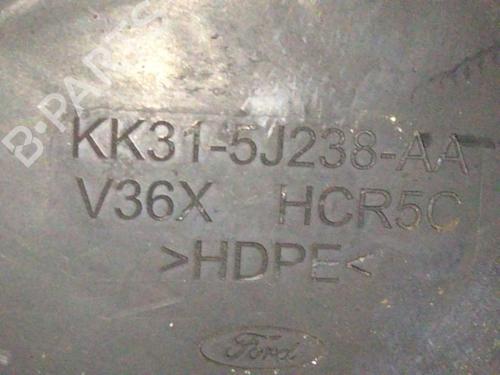 B-PARTS
KK31-5J238-AA
V36X HCR5C
>HDPE<
Ford